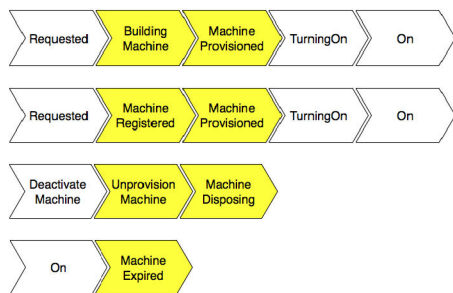 Requested
Building
Machine
Machine
Provisioned
TurningOn
On
Requested
Machine
Registered
Machine
Provisioned
TurningOn
On
Deactivate
Machine
Unprovision
Machine
Machine
Disposing
On
Machine
Expired